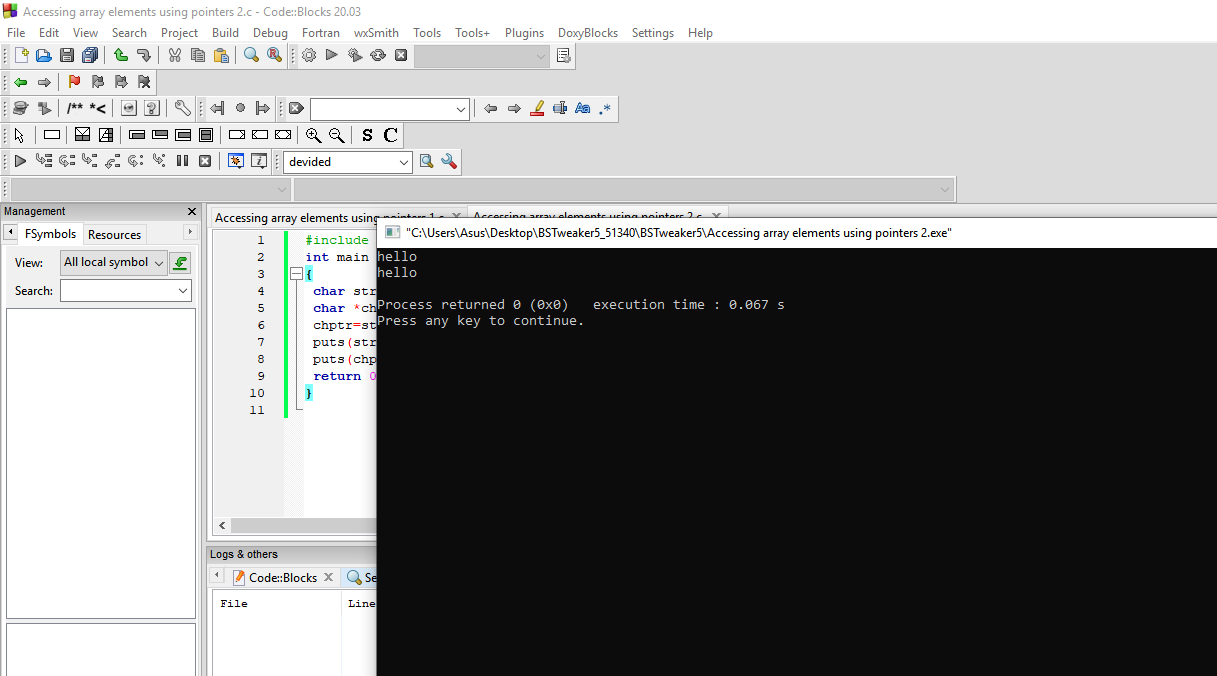 Accessing array elements using pointers 2.c - Code::Blocks 20.03
File Edit View Search Project Build Debug Fortran wxSmith Tools Tools+ Plugins DoxyBlocks Settings Help
/** *<
Aa .*
S C
devided
Management
FSymbols Resources
View: All local symbol
Search:
Accessing array elements using pointers 1.c Accessing array elements using pointers 2.c
1 #include
2 int main
3 {
4 char str
5 char *ch
6 chptr=st
7 puts(str
8 puts(chp
9 return 0
10 }
11
Logs & others
Code::Blocks Se
File Line
"C:\Users\Asus\Desktop\BSTweaker5_51340\BSTweaker5\Accessing array elements using pointers 2.exe"
hello
hello
Process returned 0 (0x0) execution time : 0.067 s
Press any key to continue.